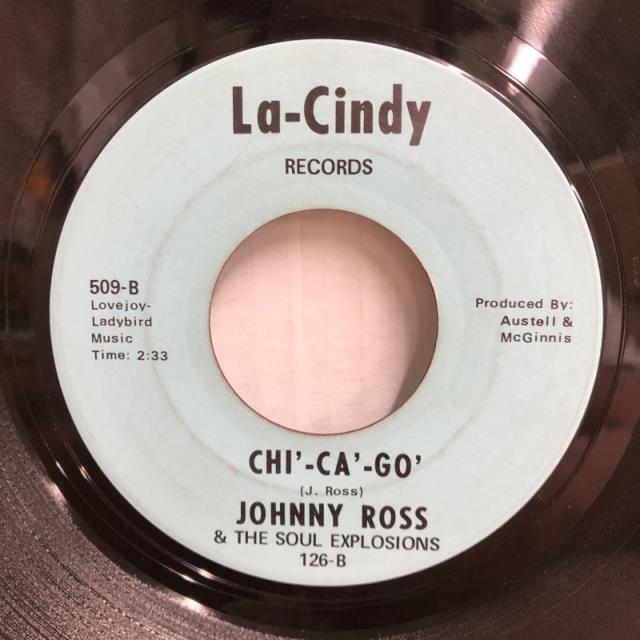 La-Cindy
RECORDS
509-B
Lovejoy-
Ladybird
Music
Time: 2:33
Produced By:
Austell &
McGinnis
CHI'-CA'-GO'
(J. Ross)
JOHNNY ROSS
& THE SOUL EXPLOSIONS
126-B